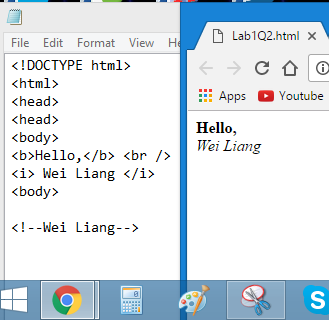 File Edit Format View He
<!DOCTYPE html>
<html>
<head>
<head>
<body>
<b>Hello,</b> <br />
<i> Wei Liang </i>
<body>
<!--Wei Liang-->
Lab1Q2.html
Apps Youtube
Hello,
Wei Liang